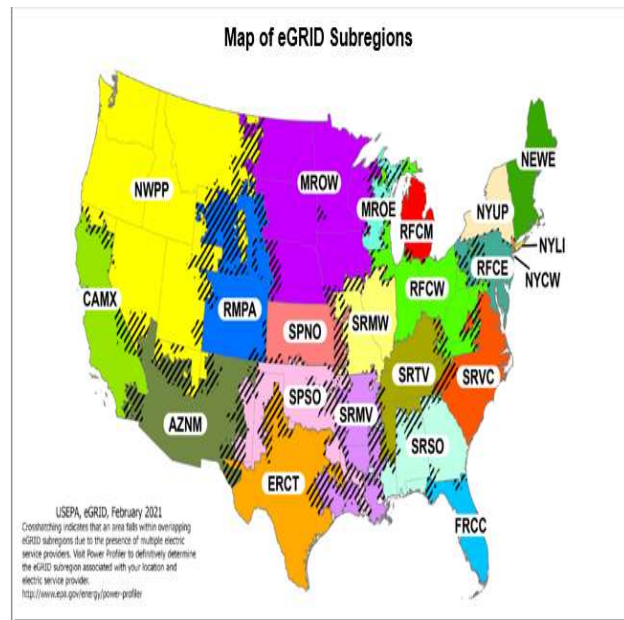 Map of eGRID Subregions
NEWE
NWPP
MROW
MROE
NYUP
RFCM
NYLI
RFCE
NYCW
CAMX
RFCW
RMPA
SRMW
SPNO
SRTV
SRVC
SPSO
SRMV
AZNM
SRSO
ERCT
FRCC
USEPA, eGRID, February 2021
Crosshatching indicates that an area falls within overlapping
eGRID subregions due to the presence of multiple electric
service providers. Visit Power Profiler to definitively determine
the eGRID subregion associated with your location and
electric service provider.
http://www.epa.gov/energy/power-profiler